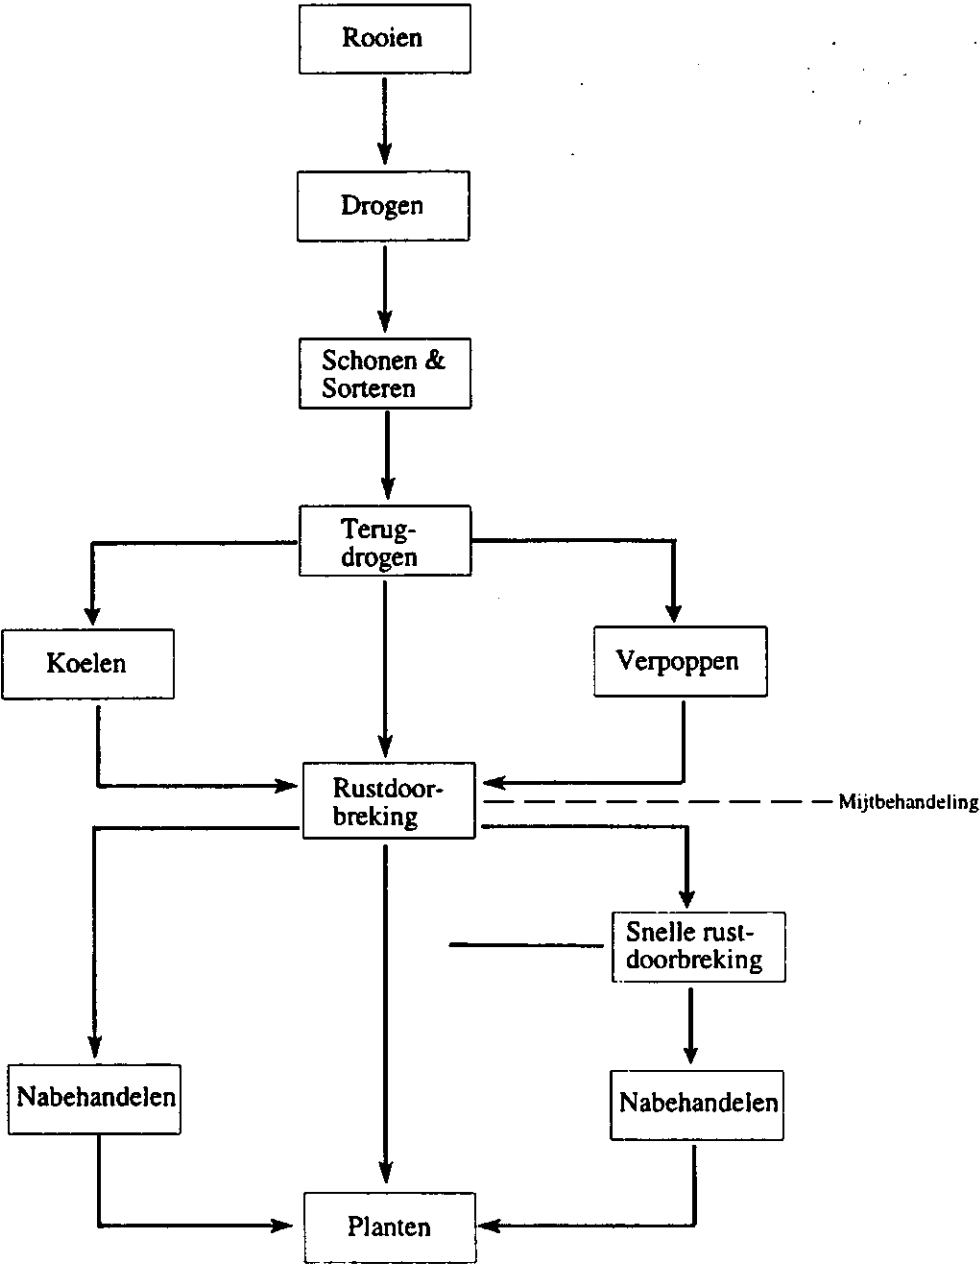 Rooien
Drogen
Schonen &
Sorteren
Terug-
drogen
Koelen
Verpoppen
Rustdoor-
breking
Mijtbehandeling
Snelle rust-
doorbreking
Nabehandelen
Nabehandelen
Planten